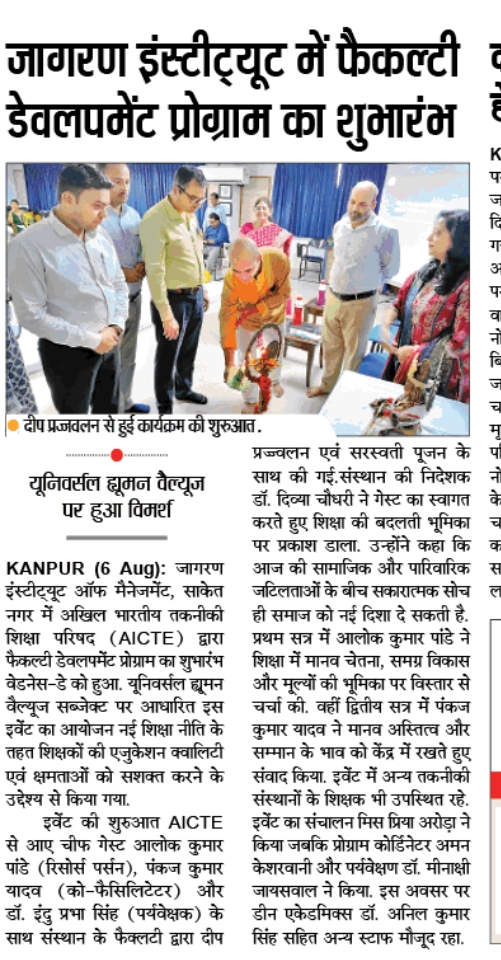 जागरण इंस्टीट्यूट में फैकल्टी
डेवलपमेंट प्रोग्राम का शुभारंभ
दीप प्रज्जवलन से हुई कार्यक्रम की शुरुआत.
यूनिवर्सल ह्यूमन वैल्यूज
पर हुआ विमर्श
KANPUR (6 Aug): जागरण
इंस्टीट्यूट ऑफ मैनेजमेंट, साकेत
नगर में अखिल भारतीय तकनीकी
शिक्षा परिषद (AICTE) द्वारा
फैकल्टी डेवलपमेंट प्रोग्राम का शुभारंभ
वेडनेस-डे को हुआ. यूनिवर्सल ह्यूमन
वैल्यूज सब्जेक्ट पर आधारित इस
इवेंट का आयोजन नई शिक्षा नीति के
तहत शिक्षकों की एजुकेशन क्वालिटी
एवं क्षमताओं को सशक्त करने के
उद्देश्य से किया गया.
इवेंट की शुरुआत AICTE
से आए चीफ गेस्ट आलोक कुमार
पांडे (रिसोर्स पर्सन), पंकज कुमार
यादव (को-फैसिलिटेटर) और
डॉ. इंदु प्रभा सिंह (पर्यवेक्षक) के
साथ संस्थान के फैक्लटी द्वारा दीप
प्रज्ज्वलन एवं सरस्वती पूजन के
साथ की गई.संस्थान की निदेशक
डॉ. दिव्या चौधरी ने गेस्ट का स्वागत
करते हुए शिक्षा की बदलती भूमिका
पर प्रकाश डाला. उन्होंने कहा कि
आज की सामाजिक और पारिवारिक
जटिलताओं के बीच सकारात्मक सोच
ही समाज को नई दिशा दे सकती है.
प्रथम सत्र में आलोक कुमार पांडे ने
शिक्षा में मानव चेतना, समग्र विकास
और मूल्यों की भूमिका पर विस्तार से
चर्चा की. वहीं द्वितीय सत्र में पंकज
कुमार यादव ने मानव अस्तित्व और
सम्मान के भाव को केंद्र में रखते हुए
संवाद किया. इवेंट में अन्य तकनीकी
संस्थानों के शिक्षक भी उपस्थित रहे.
इवेंट का संचालन मिस प्रिया अरोड़ा ने
किया जबकि प्रोग्राम कोर्डिनेटर अमन
केशरवानी और पर्यवेक्षण डॉ. मीनाक्षी
जायसवाल ने किया. इस अवसर पर
डीन एकेडमिक्स डॉ. अनिल कुमार
सिंह सहित अन्य स्टाफ मौजूद रहा.